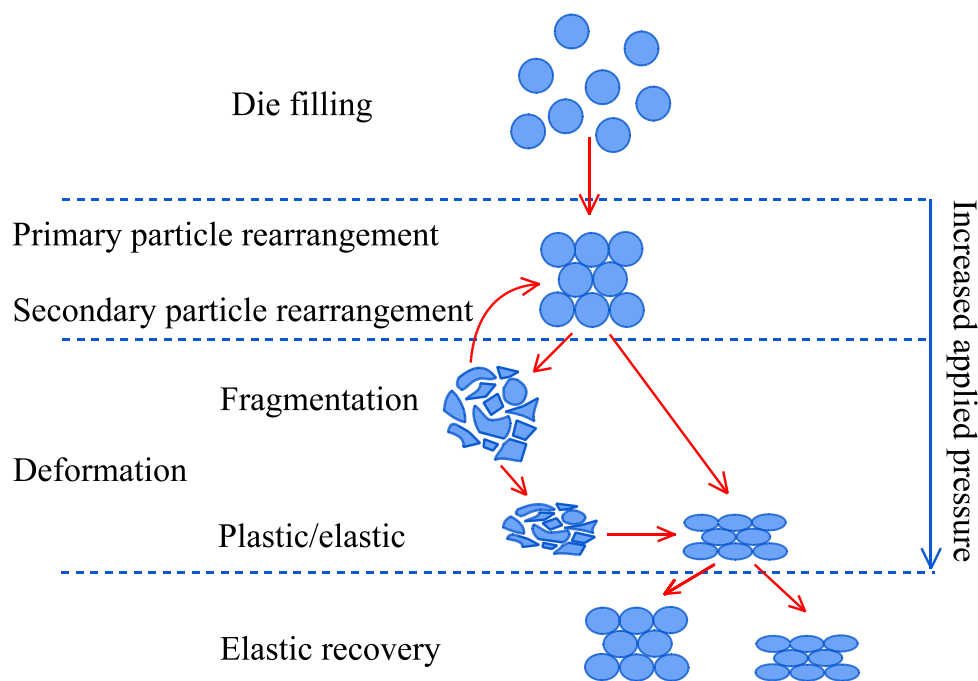 Die filling
Primary particle rearrangement
Secondary particle rearrangement
Fragmentation
Deformation
Plastic/elastic
Elastic recovery
Increased applied pressure